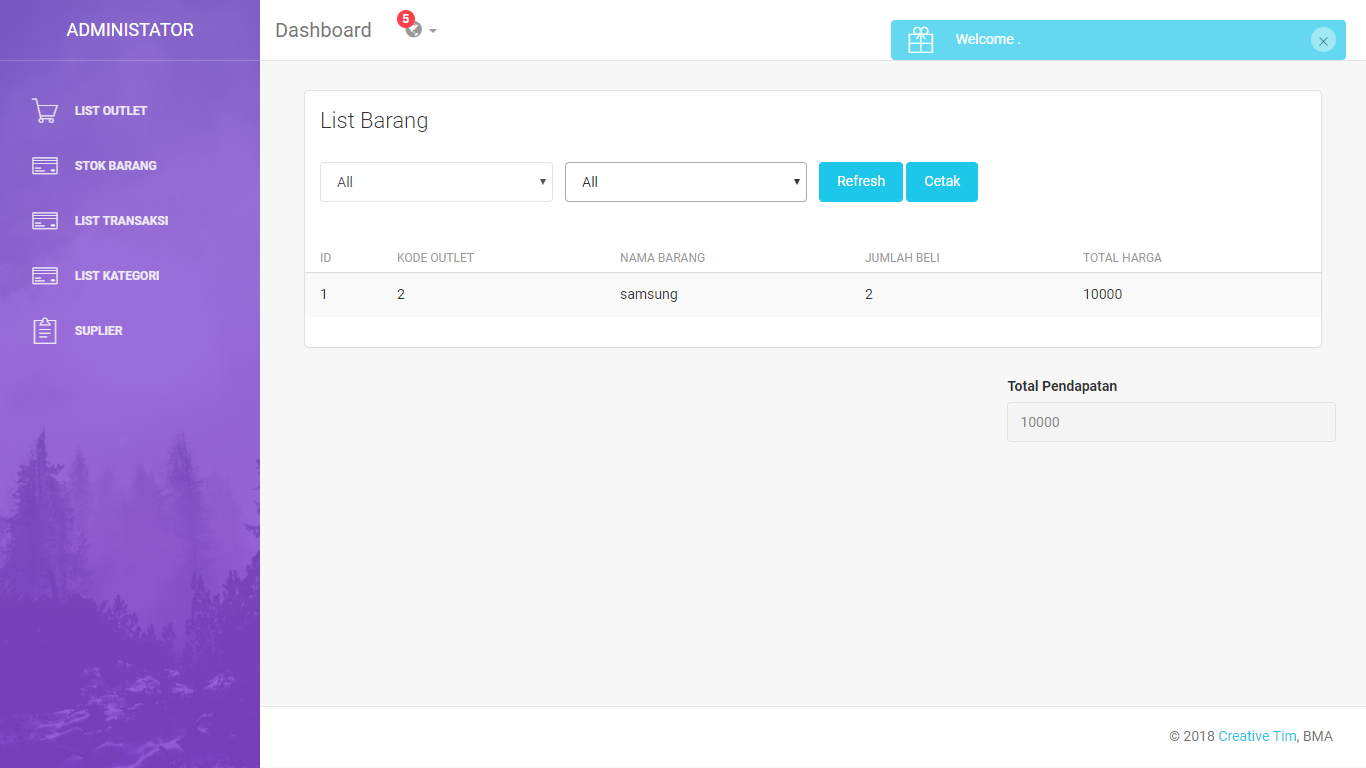 ADMINISTATOR
Dashboard
5
Welcome .
LIST OUTLET
STOK BARANG
LIST TRANSAKSI
LIST KATEGORI
SUPLIER
List Barang
All
All
Refresh
Cetak
ID KODE OUTLET NAMA BARANG JUMLAH BELI TOTAL HARGA
1 2 samsung 2 10000
Total Pendapatan
10000
© 2018 Creative Tim, BMA